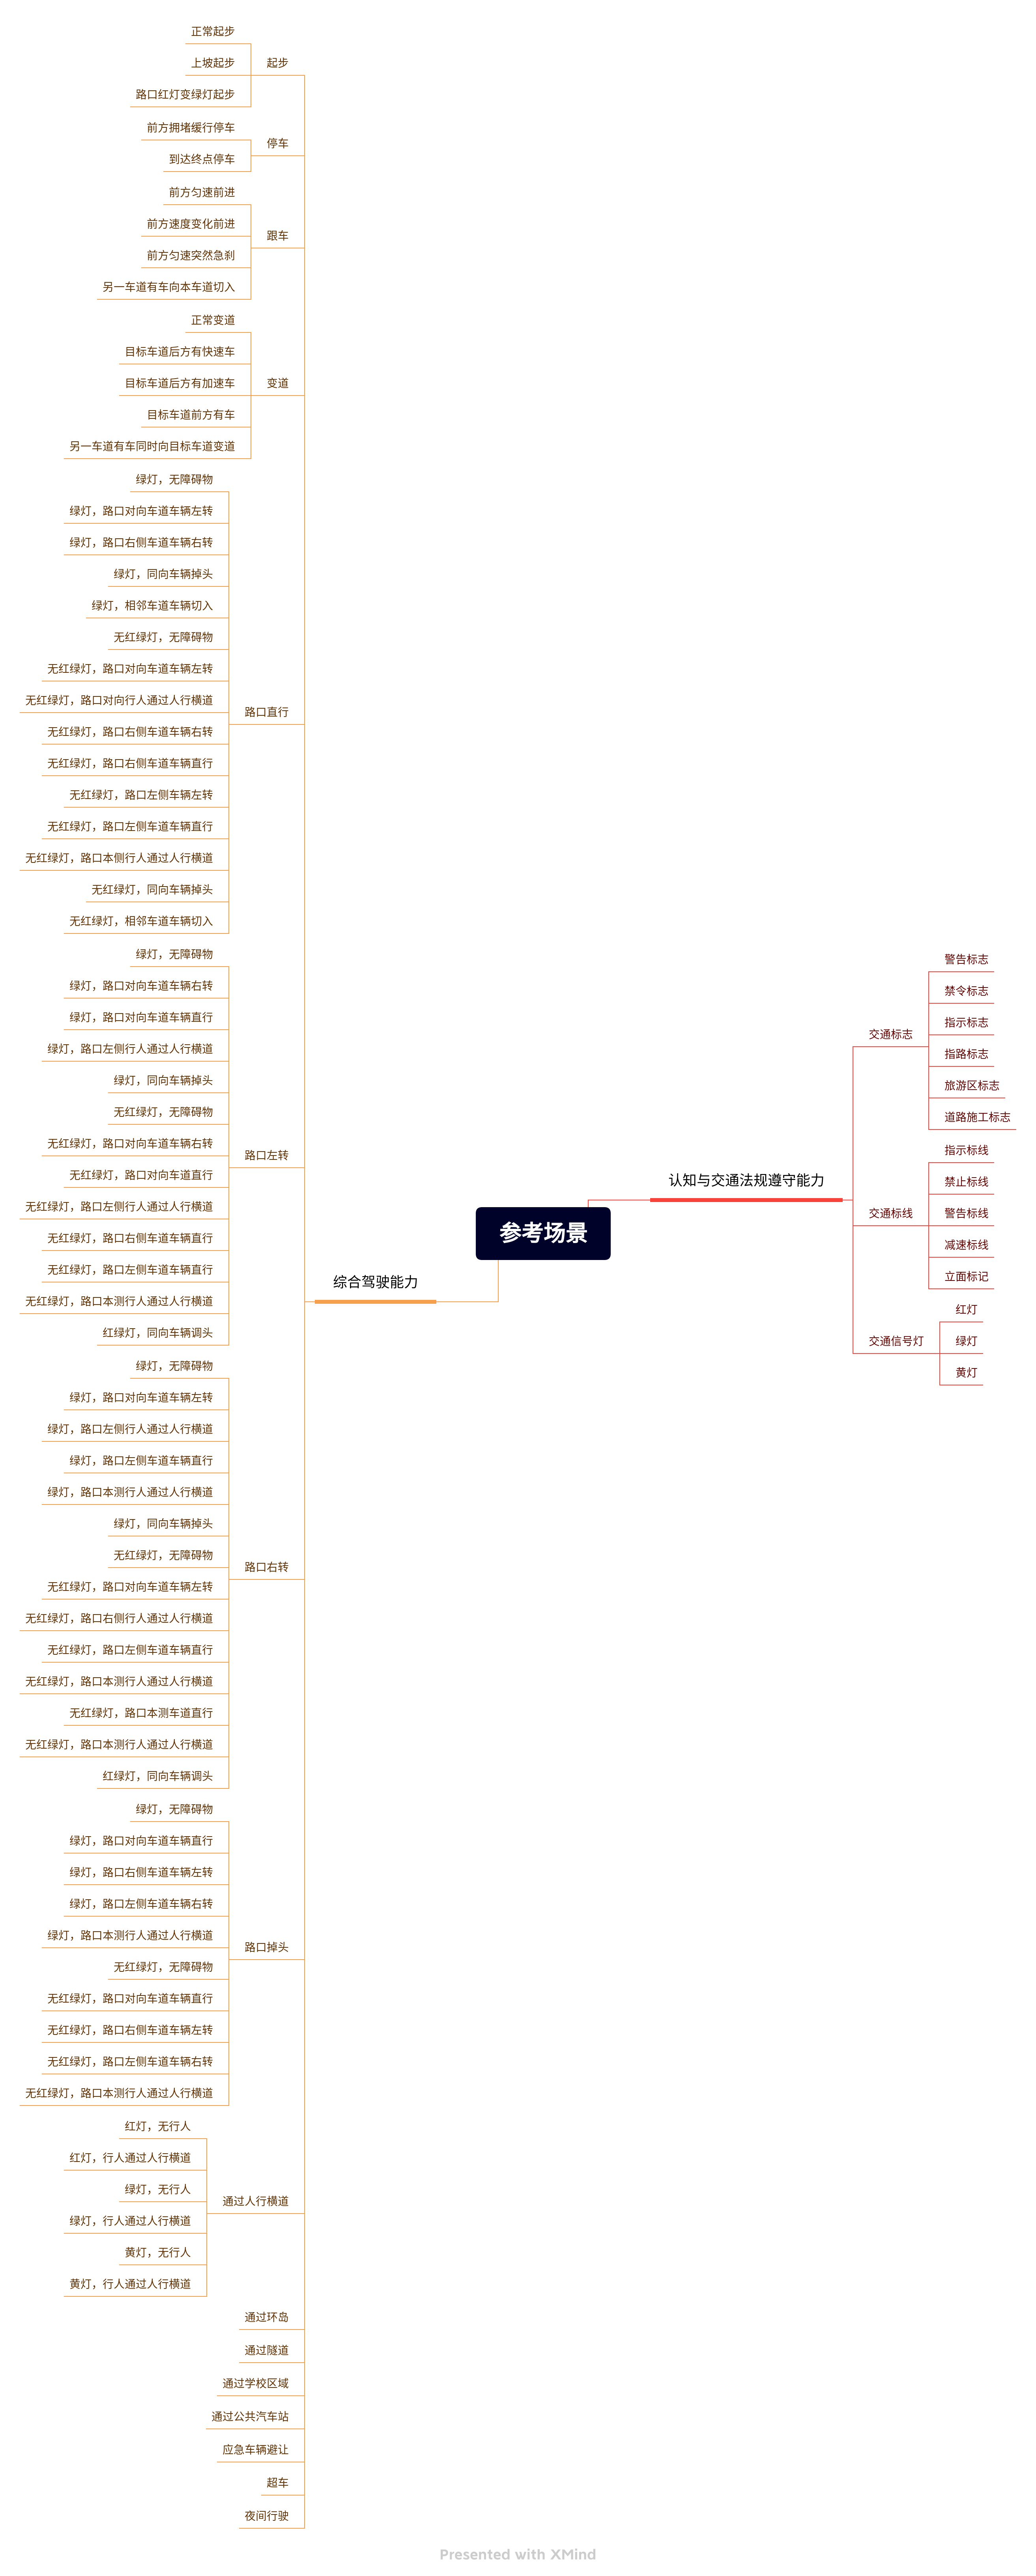 参考场景
认知与交通法规遵守能力
交通标志
警告标志
禁令标志
指示标志
指路标志
旅游区标志
道路施工标志
交通标线
指示标线
禁止标线
警告标线
减速标线
立面标记
交通信号灯
红灯
绿灯
黄灯
综合驾驶能力
起步
正常起步
上坡起步
路口红灯变绿灯起步
停车
前方拥堵缓行停车
到达终点停车
跟车
前方匀速前进
前方速度变化前进
前方匀速突然急刹
另一车道有车向本车道切入
变道
正常变道
目标车道后方有快速车
目标车道后方有加速车
目标车道前方有车
另一车道有车同时向目标车道变道
路口直行
绿灯，无障碍物
绿灯，路口对向车道车辆左转
绿灯，路口右侧车道车辆右转
绿灯，同向车辆掉头
绿灯，相邻车道车辆切入
无红绿灯，无障碍物
无红绿灯，路口对向车道车辆左转
无红绿灯，路口对向行人通过人行横道
无红绿灯，路口右侧车道车辆右转
无红绿灯，路口右侧车道车辆直行
无红绿灯，路口左侧车辆左转
无红绿灯，路口左侧车道车辆直行
无红绿灯，路口本侧行人通过人行横道
无红绿灯，同向车辆掉头
无红绿灯，相邻车道车辆切入
路口左转
绿灯，无障碍物
绿灯，路口对向车道车辆右转
绿灯，路口对向车道车辆直行
绿灯，路口左侧行人通过人行横道
绿灯，同向车辆掉头
无红绿灯，无障碍物
无红绿灯，路口对向车道车辆右转
无红绿灯，路口对向车道直行
无红绿灯，路口左侧行人通过人行横道
无红绿灯，路口右侧车道车辆直行
无红绿灯，路口左侧车道车辆直行
无红绿灯，路口本测行人通过人行横道
红绿灯，同向车辆调头
路口右转
绿灯，无障碍物
绿灯，路口对向车道车辆左转
绿灯，路口左侧行人通过人行横道
绿灯，路口左侧车道车辆直行
绿灯，路口本测行人通过人行横道
绿灯，同向车辆掉头
无红绿灯，无障碍物
无红绿灯，路口对向车道车辆左转
无红绿灯，路口右侧行人通过人行横道
无红绿灯，路口左侧车道车辆直行
无红绿灯，路口本测行人通过人行横道
无红绿灯，路口本测车道直行
无红绿灯，路口本测行人通过人行横道
红绿灯，同向车辆调头
路口掉头
绿灯，无障碍物
绿灯，路口对向车道车辆直行
绿灯，路口右侧车道车辆左转
绿灯，路口左侧车道车辆右转
绿灯，路口本测行人通过人行横道
无红绿灯，无障碍物
无红绿灯，路口对向车道车辆直行
无红绿灯，路口右侧车道车辆左转
无红绿灯，路口左侧车道车辆右转
无红绿灯，路口本测行人通过人行横道
通过人行横道
红灯，无行人
红灯，行人通过人行横道
绿灯，无行人
绿灯，行人通过人行横道
黄灯，无行人
黄灯，行人通过人行横道
通过环岛
通过隧道
通过学校区域
通过公共汽车站
应急车辆避让
超车
夜间行驶
Presented with XMind